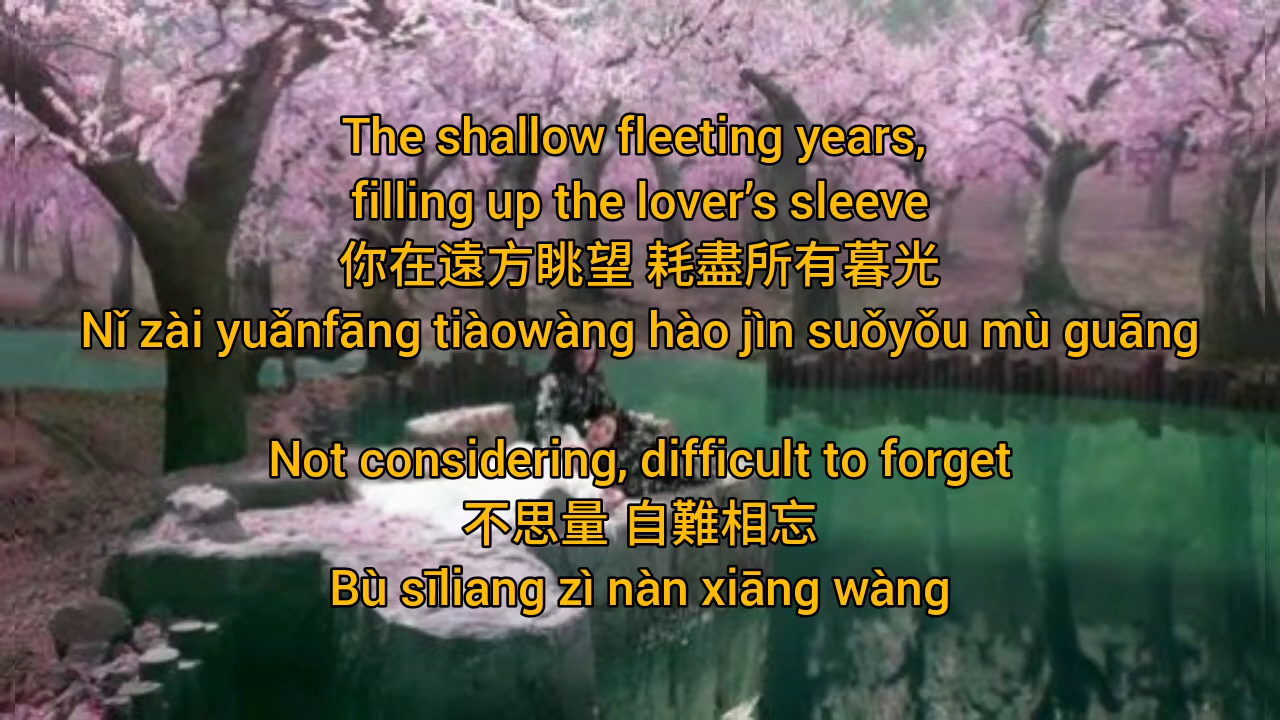 The shallow fleeting years,
filling up the lover’s sleeve
你在遠方眺望 耗盡所有暮光
Nǐ zài yuǎnfāng tiàowàng hào jìn suǒyǒu mù guāng
Not considering, difficult to forget
不思量 自難相忘
Bù sīliang zì nàn xiāng wàng